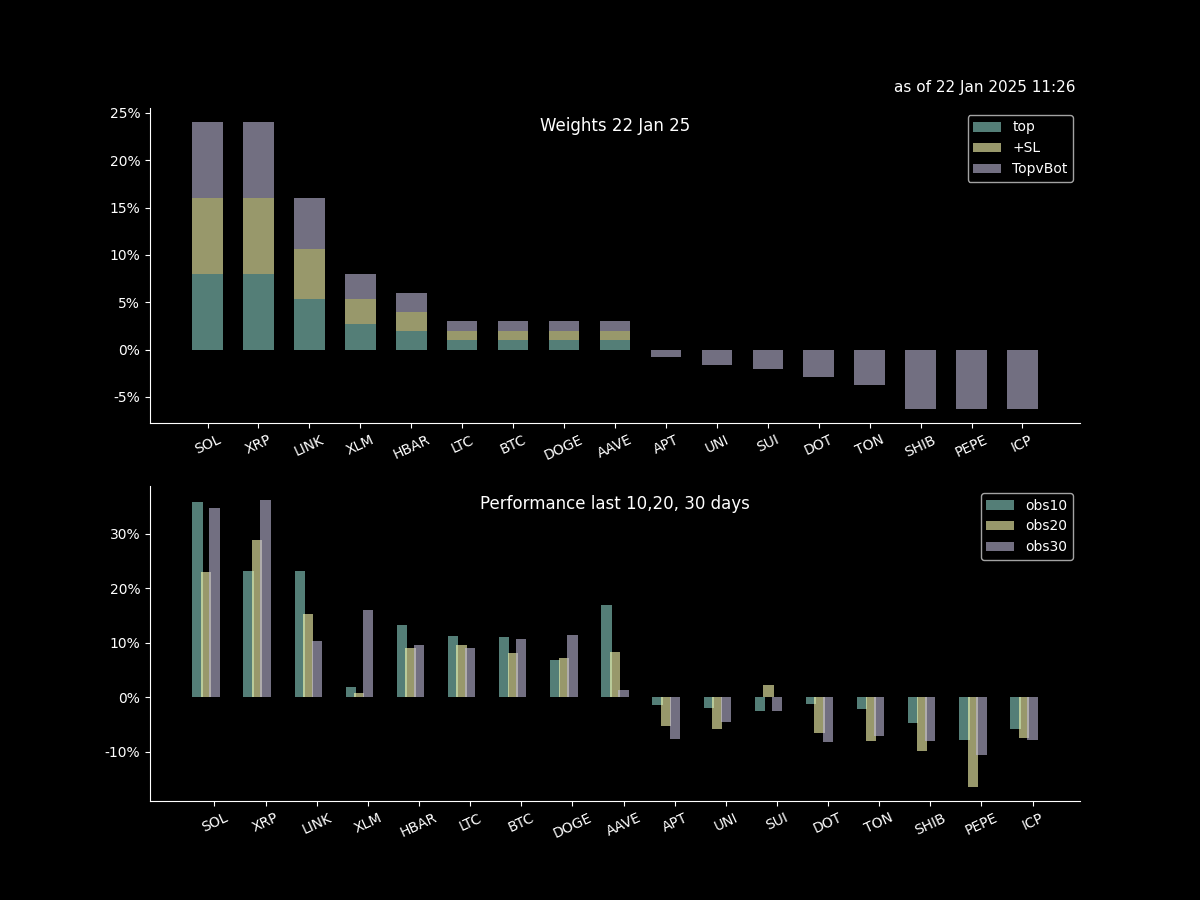 as of 22 Jan 2025 11:26
Weights 22 Jan 25
top
+SL
TopvBot
25%
20%
15%
10%
5%
0%
-5%
SOL XRP LINK XLM HBAR LTC BTC DOGE AAVE APT UNI SUI DOT TON SHIB PEPE ICP
Performance last 10,20, 30 days
obs10
obs20
obs30
30%
20%
10%
0%
-10%
SOL XRP LINK XLM HBAR LTC BTC DOGE AAVE APT UNI SUI DOT TON SHIB PEPE ICP